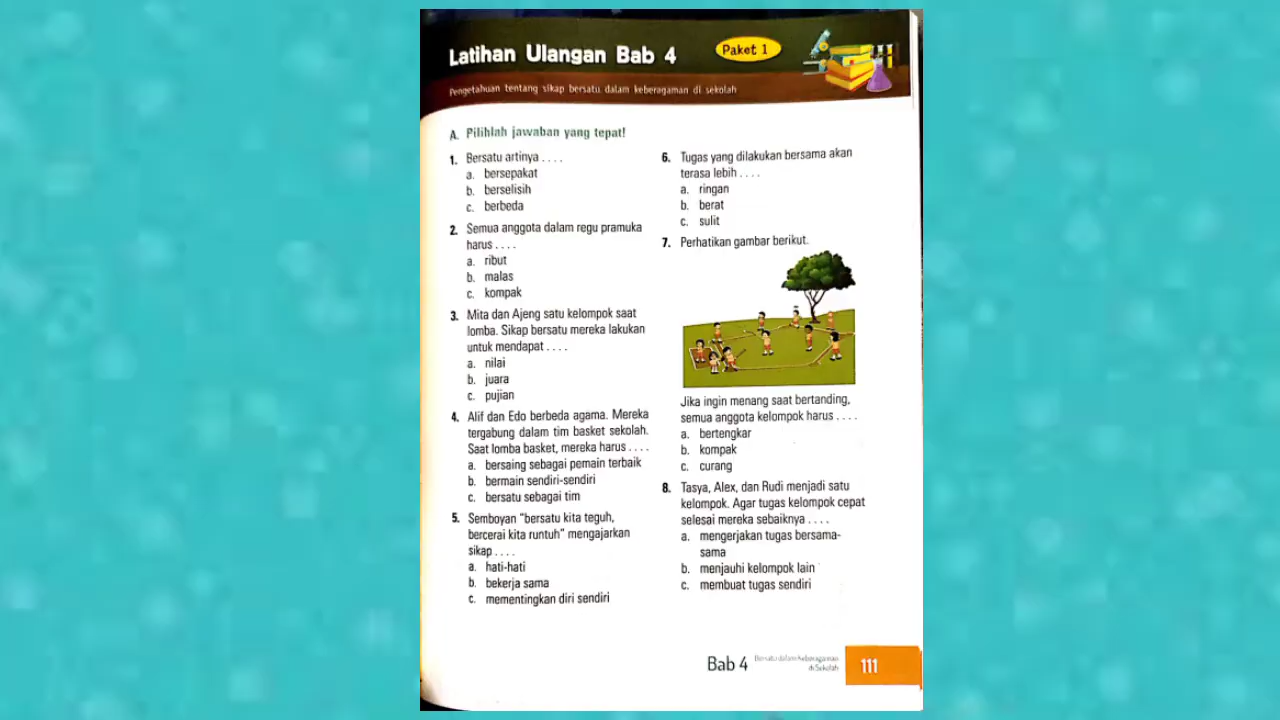 Latihan Ulangan Bab 4
Paket 1
Pengetahuan tentang sikap bersatu dalam keberagaman di sekolah
A. Pilihlah jawaban yang tepat!
1. Bersatu artinya . . . .
a. bersepakat
b. berselisih
c. berbeda
2. Semua anggota dalam regu pramuka
harus . . . .
a. ribut
b. malas
c. kompak
3. Mita dan Ajeng satu kelompok saat
lomba. Sikap bersatu mereka lakukan
untuk mendapat . . . .
a. nilai
b. juara
c. pujian
4. Alif dan Edo berbeda agama. Mereka
tergabung dalam tim basket sekolah.
Saat lomba basket, mereka harus . . . .
a. bersaing sebagai pemain terbaik
b. bermain sendiri-sendiri
c. bersatu sebagai tim
5. Semboyan "bersatu kita teguh,
bercerai kita runtuh" mengajarkan
sikap . . . .
a. hati-hati
b. bekerja sama
c. mementingkan diri sendiri
6. Tugas yang dilakukan bersama akan
terasa lebih . . . .
a. ringan
b. berat
c. sulit
7. Perhatikan gambar berikut.
Jika ingin menang saat bertanding,
semua anggota kelompok harus . . . .
a. bertengkar
b. kompak
c. curang
8. Tasya, Alex, dan Rudi menjadi satu
kelompok. Agar tugas kelompok cepat
selesai mereka sebaiknya . . . .
a. mengerjakan tugas bersama-
sama
b. menjauhi kelompok lain
c. membuat tugas sendiri
Bab 4
Bersatu dalam Keberagaman
di Sekolah
111